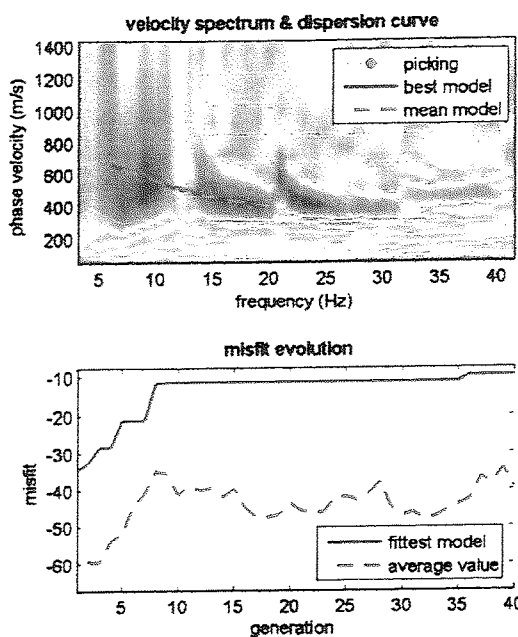 velocity spectrum & dispersion curve
1400
1200
1000
800
600
400
200
phase velocity (m/s)
picking
best model
mean model
5 10 15 20 25 30 35 40
frequency (Hz)
misfit evolution
-10
-20
-30
-40
-50
-60
misfit
fittest model
average value
5 10 15 20 25 30 35 40
generation